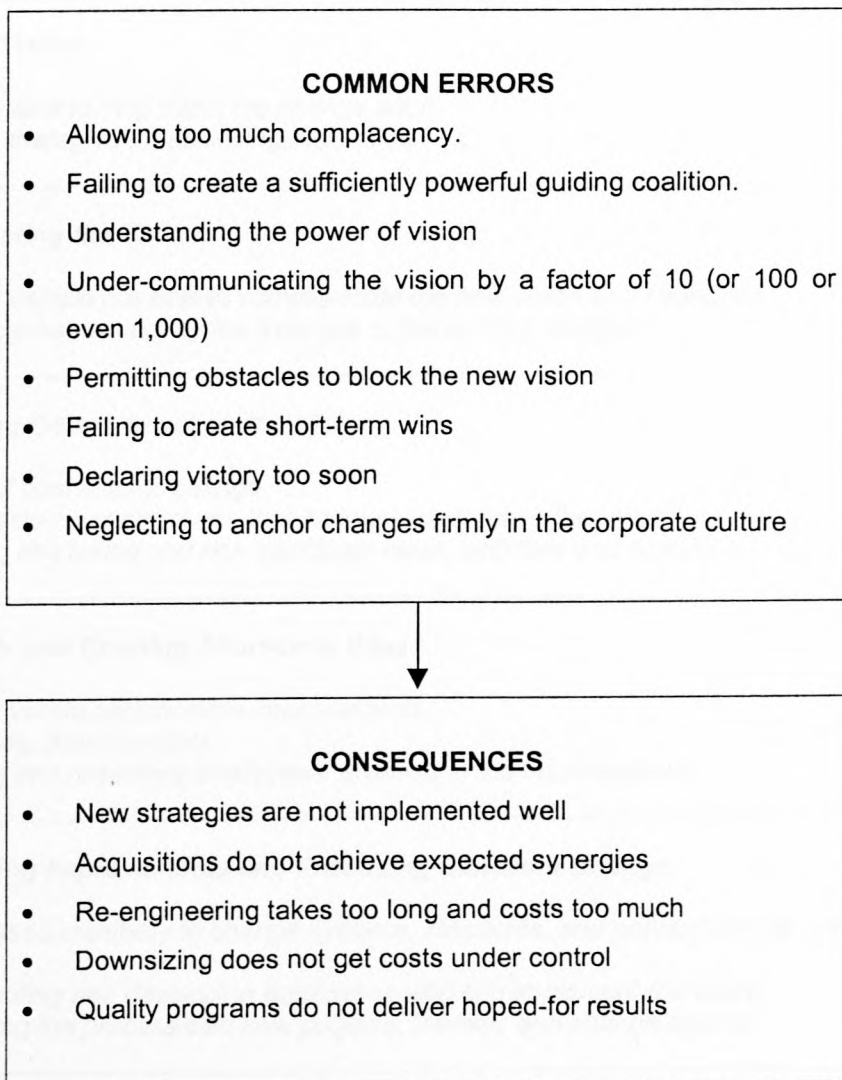 COMMON ERRORS
• Allowing too much complacency.
• Failing to create a sufficiently powerful guiding coalition.
• Understanding the power of vision
• Under-communicating the vision by a factor of 10 (or 100 or
even 1,000)
• Permitting obstacles to block the new vision
• Failing to create short-term wins
• Declaring victory too soon
• Neglecting to anchor changes firmly in the corporate culture
CONSEQUENCES
• New strategies are not implemented well
• Acquisitions do not achieve expected synergies
• Re-engineering takes too long and costs too much
• Downsizing does not get costs under control
• Quality programs do not deliver hoped-for results